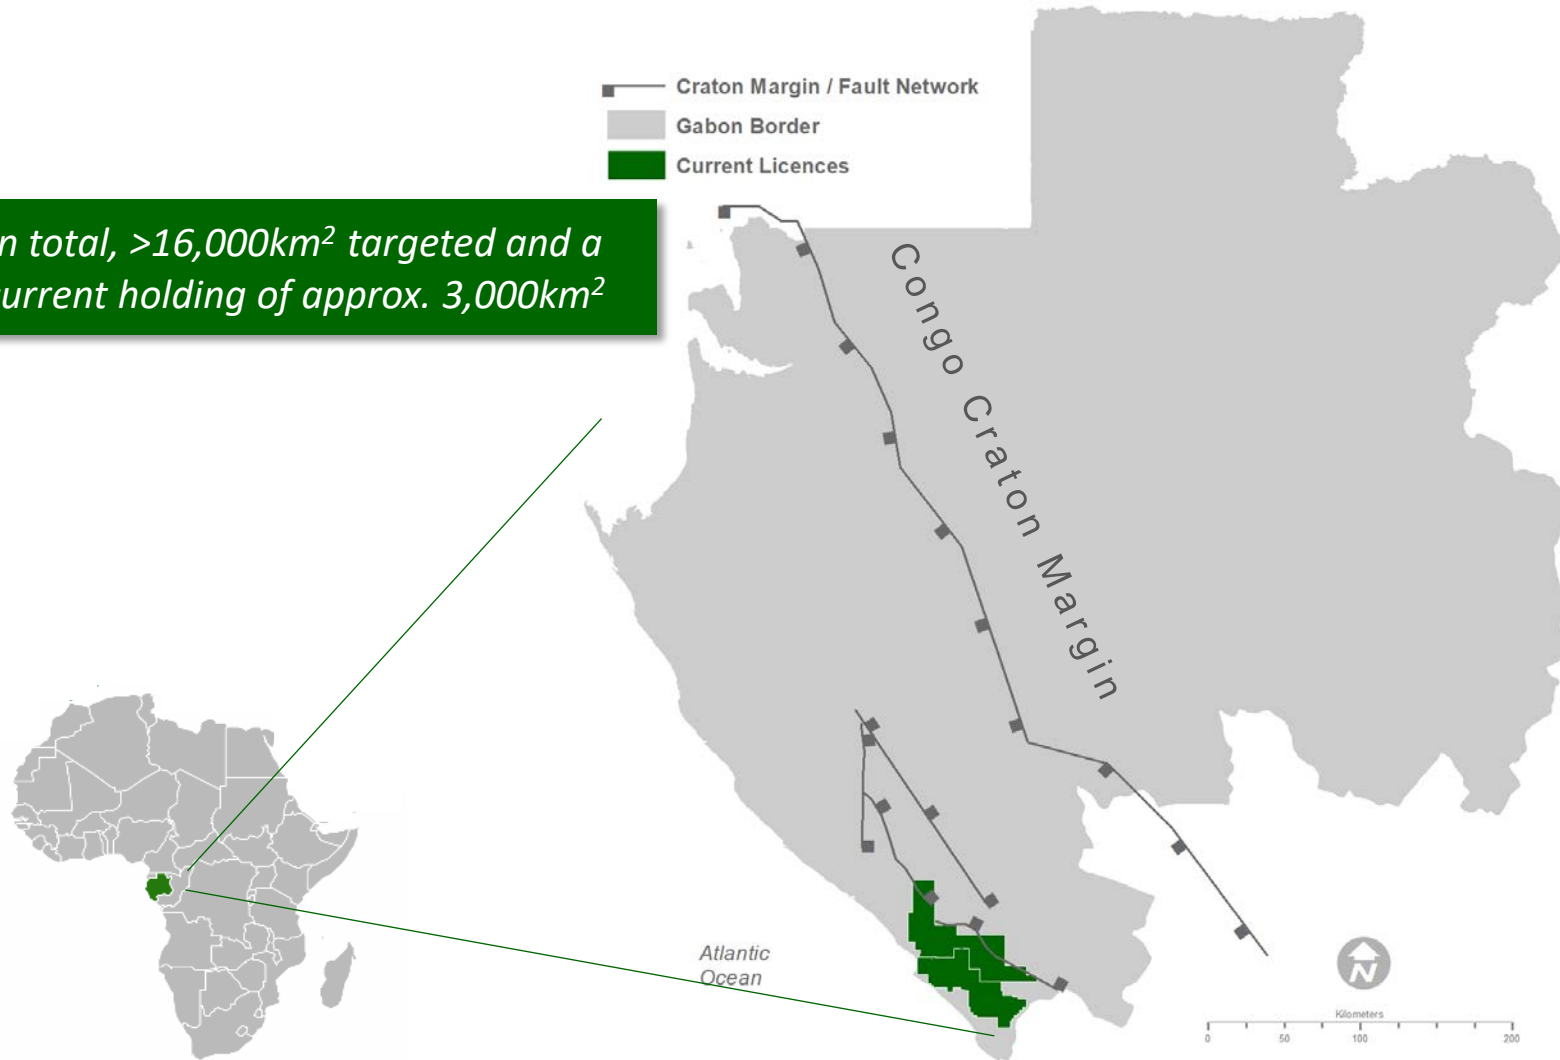 Craton Margin / Fault Network
Gabon Border
Current Licences
n total, >16,000km² targeted and a
current holding of approx. 3,000km²
Congo Craton Margin
Atlantic
Ocean
N
Kilometers
0 50 100 200